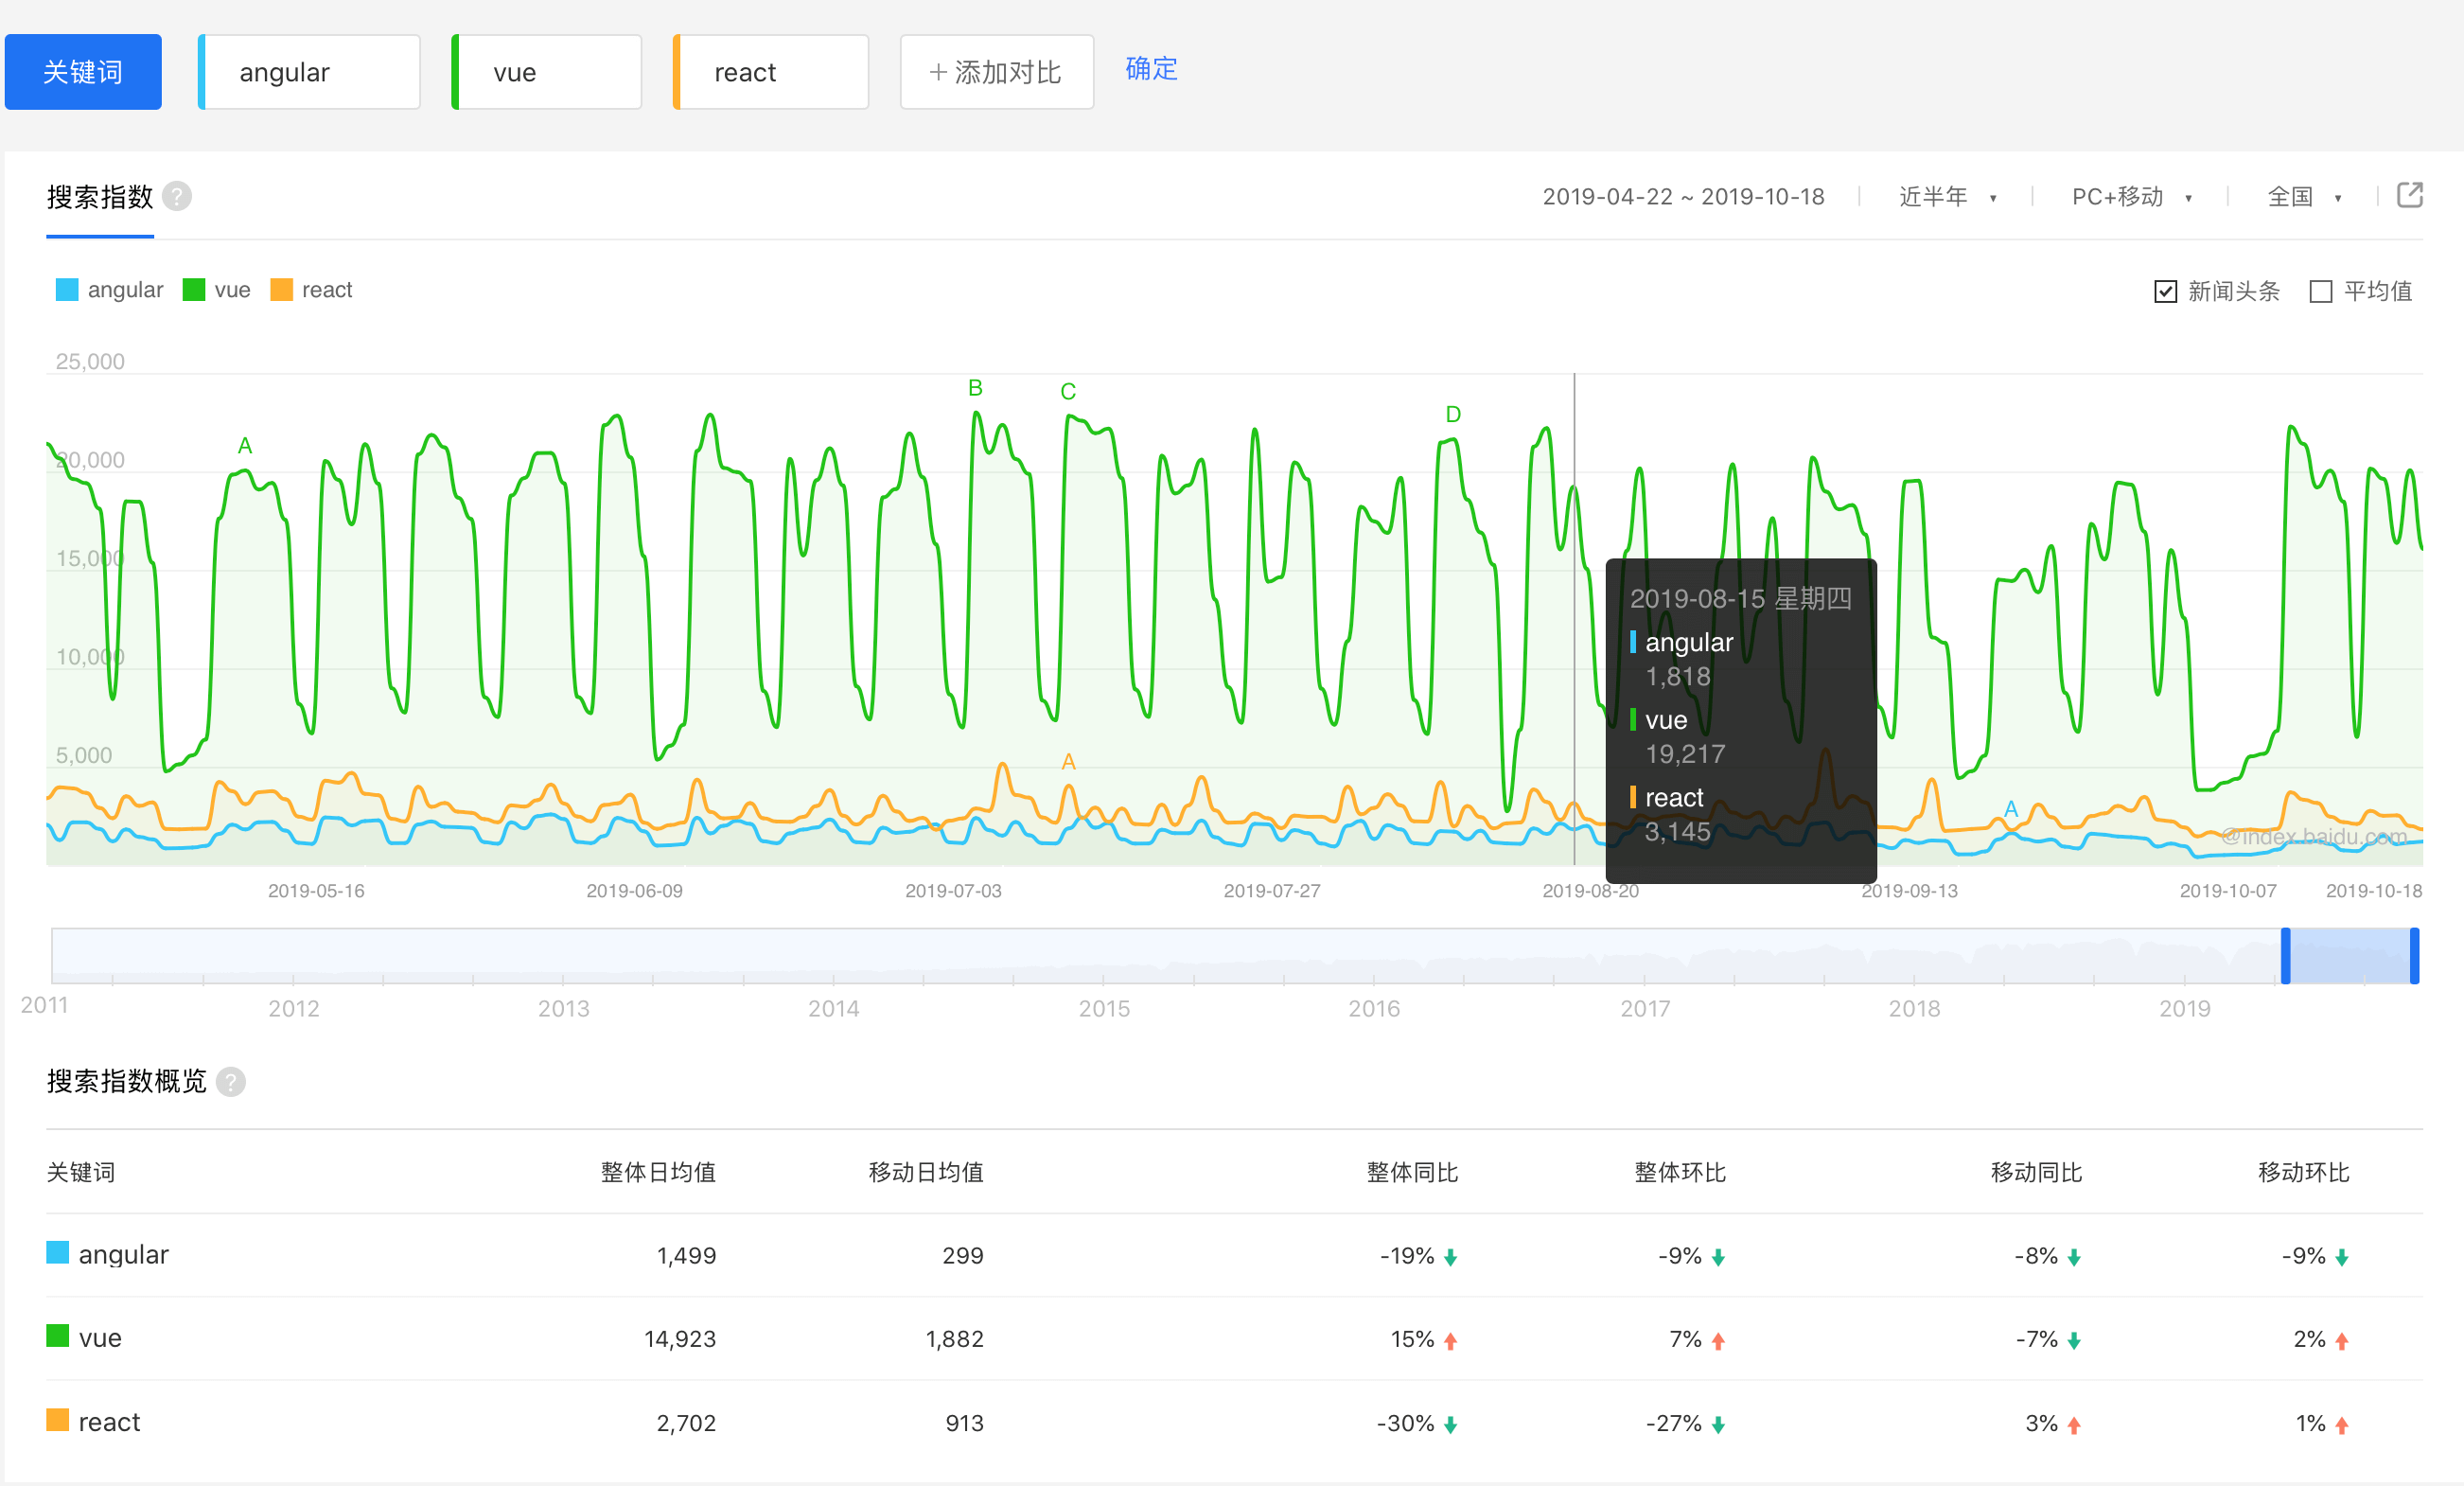 关键词 angular vue react + 添加对比 确定
搜索指数 ? 2019-04-22 ~ 2019-10-18 近半年 PC+移动 全国
angular vue react 新闻头条 平均值
25,000
B C
D
A
20,000
15,000
10,000
5,000
A
A
2019-08-15 星期四
angular
1,818
vue
19,217
react
3,145
@index.baidu.com
2019-05-16 2019-06-09 2019-07-03 2019-07-27 2019-08-20 2019-09-13 2019-10-07 2019-10-18
2011 2012 2013 2014 2015 2016 2017 2018 2019
搜索指数概览 ?
关键词 整体日均值 移动日均值 整体同比 整体环比 移动同比 移动环比
angular 1,499 299 -19% -9% -8% -9%
vue 14,923 1,882 15% 7% -7% 2%
react 2,702 913 -30% -27% 3% 1%